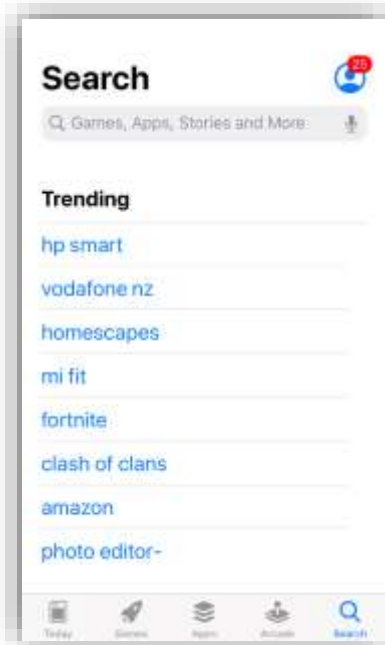 Search
25
Games, Apps, Stories and More
Trending
hp smart
vodafone nz
homescapes
mi fit
fortnite
clash of clans
amazon
photo editor-
Today
Games
Apps
Arcade
Search